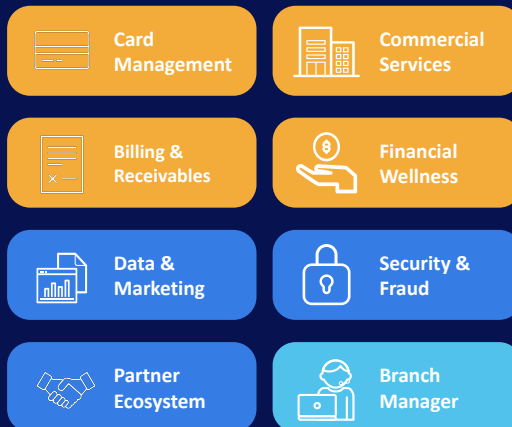 Card
Management
Commercial
Services
Billing &
Receivables
Financial
Wellness
Data &
Marketing
Security &
Fraud
Partner
Ecosystem
Branch
Manager